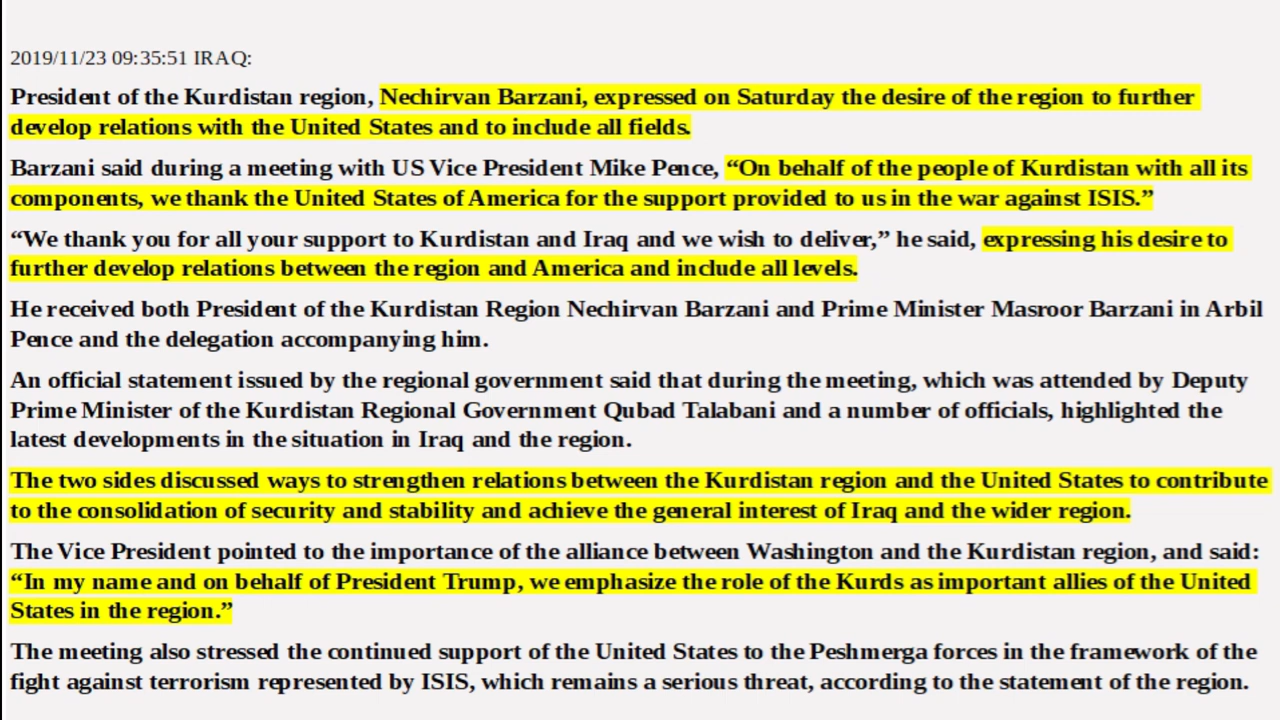 2019/11/23 09:35:51 IRAQ:
President of the Kurdistan region, Nechirvan Barzani, expressed on Saturday the desire of the region to further
develop relations with the United States and to include all fields.
Barzani said during a meeting with US Vice President Mike Pence, “On behalf of the people of Kurdistan with all its
components, we thank the United States of America for the support provided to us in the war against ISIS.”
“We thank you for all your support to Kurdistan and Iraq and we wish to deliver,” he said, expressing his desire to
further develop relations between the region and America and include all levels.
He received both President of the Kurdistan Region Nechirvan Barzani and Prime Minister Masroor Barzani in Arbil
Pence and the delegation accompanying him.
An official statement issued by the regional government said that during the meeting, which was attended by Deputy
Prime Minister of the Kurdistan Regional Government Qubad Talabani and a number of officials, highlighted the
latest developments in the situation in Iraq and the region.
The two sides discussed ways to strengthen relations between the Kurdistan region and the United States to contribute
to the consolidation of security and stability and achieve the general interest of Iraq and the wider region.
The Vice President pointed to the importance of the alliance between Washington and the Kurdistan region, and said:
“In my name and on behalf of President Trump, we emphasize the role of the Kurds as important allies of the United
States in the region.”
The meeting also stressed the continued support of the United States to the Peshmerga forces in the framework of the
fight against terrorism represented by ISIS, which remains a serious threat, according to the statement of the region.